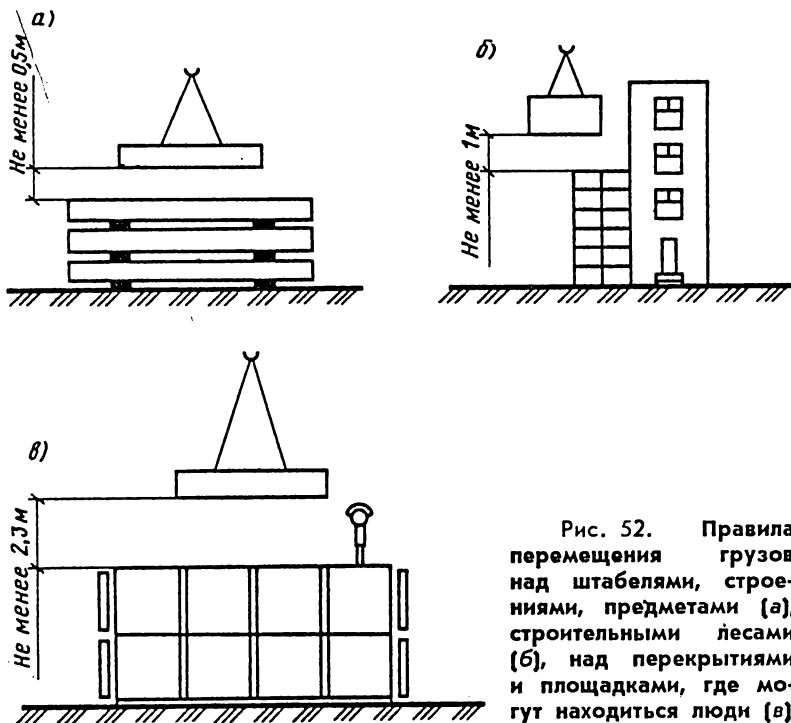 а)
Не менее 0,5м
б)
Не менее 1м
в)
Не менее 2,3м
Рис. 52. Правила
перемещения грузов
над штабелями, строе-
ниями, предметами (а),
строительными лесами
(б), над перекрытиями
и площадками, где мо-
гут находиться люди (в)